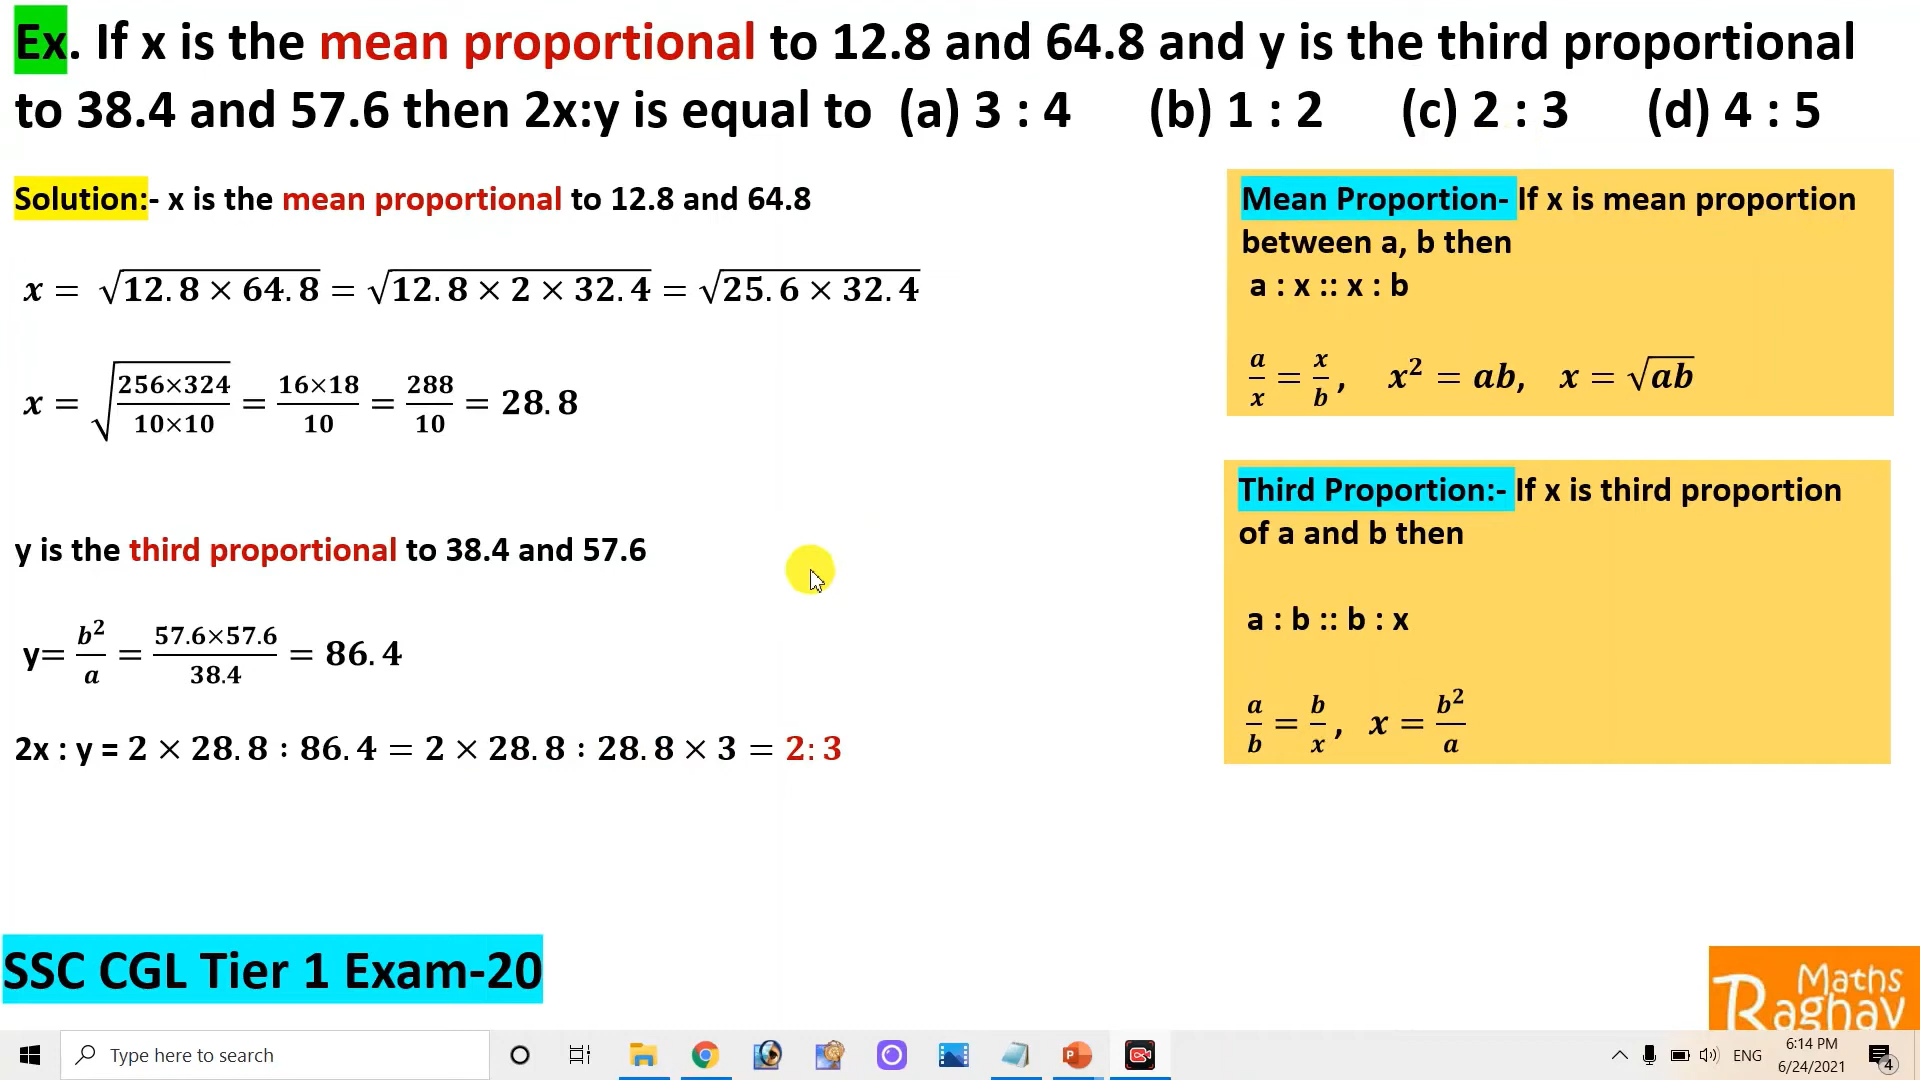 Ex. If x is the mean proportional to 12.8 and 64.8 and y is the third proportional
to 38.4 and 57.6 then 2x:y is equal to (a) 3 : 4 (b) 1 : 2 (c) 2 : 3 (d) 4 : 5
Solution:- x is the mean proportional to 12.8 and 64.8
x = √12.8 × 64.8 = √12.8 × 2 × 32.4 = √25.6 × 32.4
x = √256×324/10×10 = 16×18/10 = 288/10 = 28.8
y is the third proportional to 38.4 and 57.6
y= b²/a = 57.6×57.6/38.4 = 86.4
2x : y = 2 × 28.8 : 86.4 = 2 × 28.8 : 28.8 × 3 = 2: 3
Mean Proportion- If x is mean proportion
between a, b then
a : x :: x : b
a/x = x/b, x² = ab, x = √ab
Third Proportion:- If x is third proportion
of a and b then
a : b :: b : x
a/b = b/x, x = b²/a
SSC CGL Tier 1 Exam-20
Maths
Raghav
Type here to search
ENG
6:14 PM
6/24/2021
4